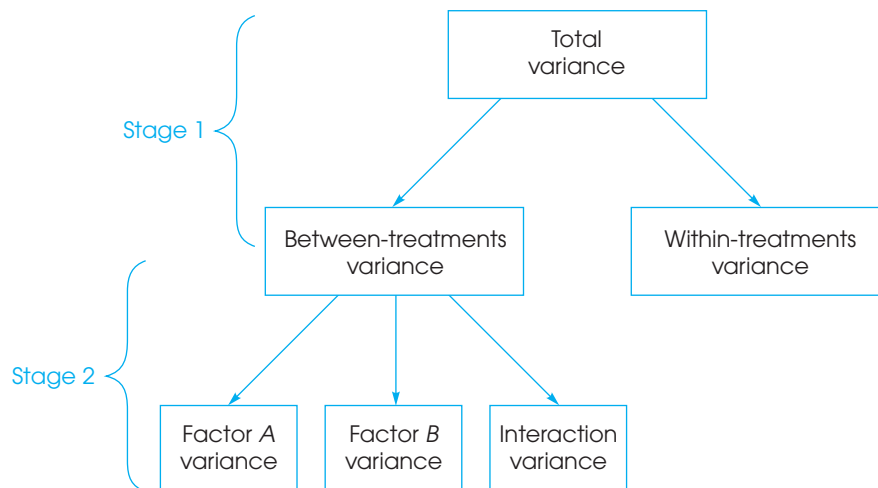 Total
variance
Stage 1
Between-treatments
variance
Within-treatments
variance
Stage 2
Factor A
variance
Factor B
variance
Interaction
variance